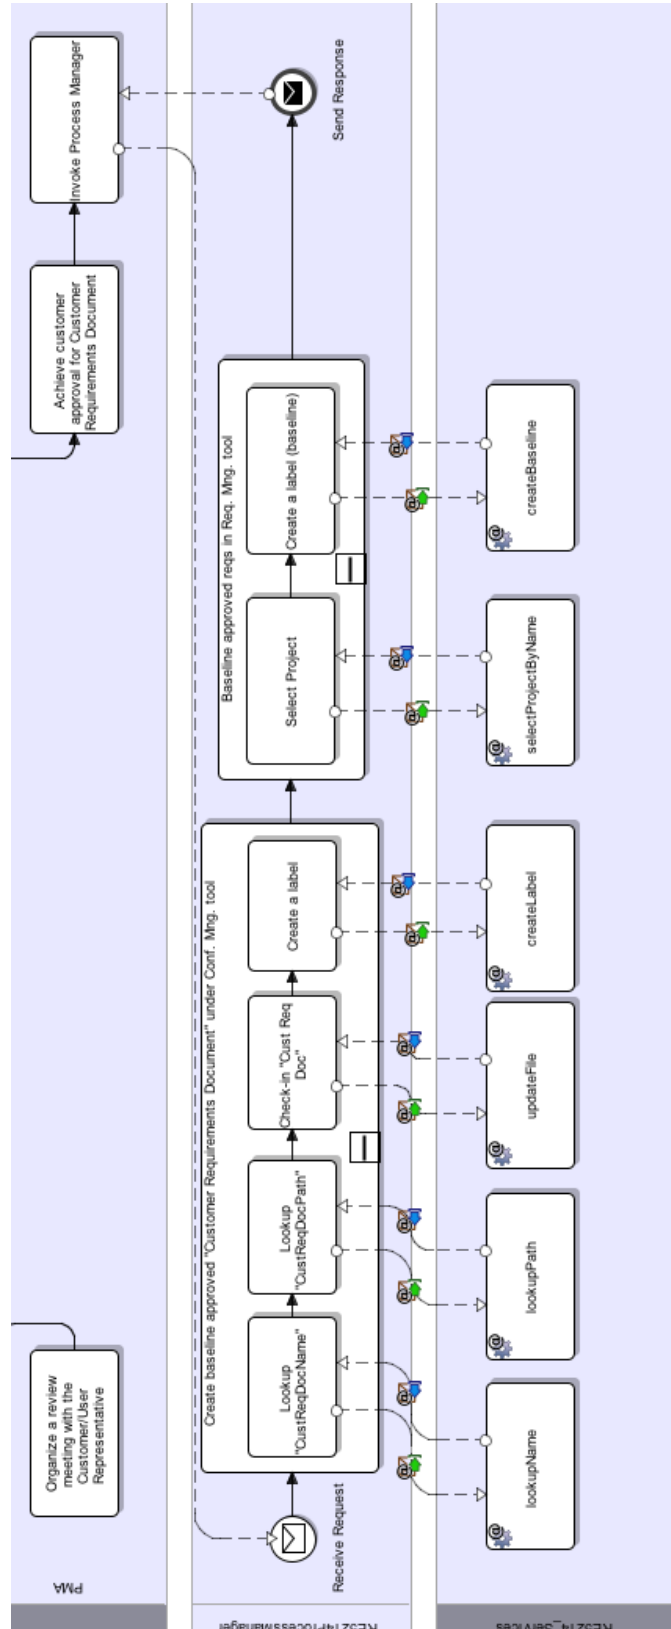 PMA
Organize a review
meeting with the
Customer/User
Representative
Achieve customer
approval for Customer
Requirements Document
Invoke Process Manager
Receive Request
Create baseline approved "Customer Requirements Document" under Conf. Mng. tool
Lookup
"CustReqDocName"
Lookup
"CustReqDocPath"
Check-in "Cust Req
Doc"
Create a label
Baseline approved reqs in Req. Mng. tool
Select Project
Create a label (baseline)
Send Response
lookupName
lookupPath
updateFile
createLabel
selectProjectByName
createBaseline